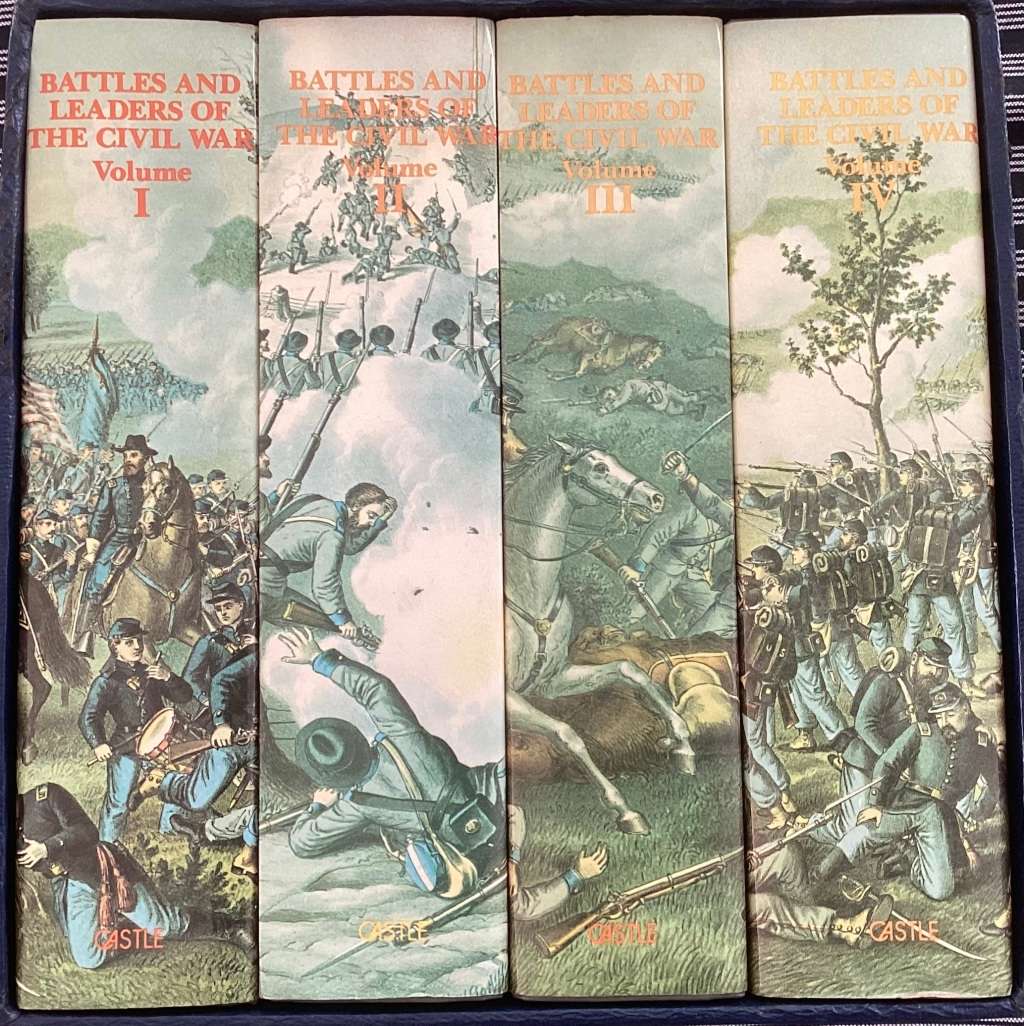 BATTLES AND
LEADERS OF
THE CIVIL WAR
Volume
I
CASTLE
BATTLES AND
LEADERS OF
THE CIVIL WAR
Volume
II
CASTLE
BATTLES AND
LEADERS OF
THE CIVIL WAR
Volume
III
CASTLE
BATTLES AND
LEADERS OF
THE CIVIL WAR
Volume
IV
CASTLE